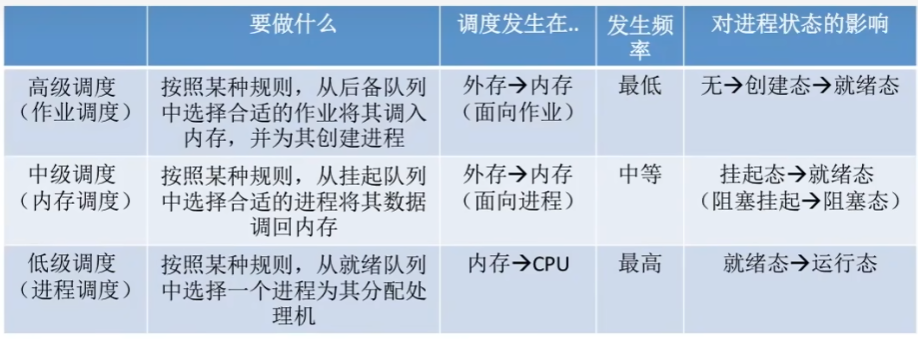 要做什么
调度发生在..
发生频
率
对进程状态的影响
高级调度
（作业调度）
按照某种规则，从后备队列
中选择合适的作业将其调入
内存，并为其创建进程
外存→内存
（面向作业）
最低
无→创建态→就绪态
中级调度
（内存调度）
按照某种规则，从挂起队列
中选择合适的进程将其数据
调回内存
外存→内存
（面向进程）
中等
挂起态→就绪态
（阻塞挂起→阻塞态）
低级调度
（进程调度）
按照某种规则，从就绪队列
中选择一个进程为其分配处
理机
内存→CPU
最高
就绪态→运行态